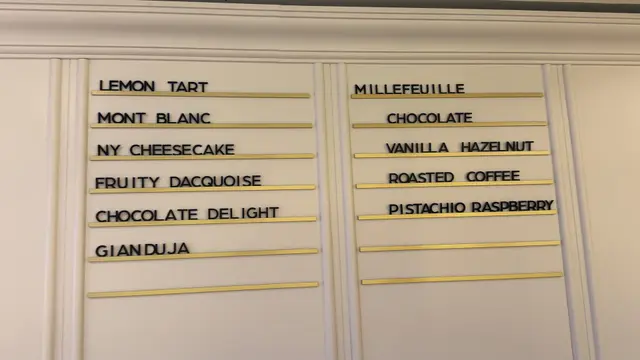 LEMON TART
MONT BLANC
NY CHEESECAKE
FRUITY DACQUOISE
CHOCOLATE DELIGHT
GIANDUJA
MILLEFEUILLE
CHOCOLATE
VANILLA HAZELNUT
ROASTED COFFEE
PISTACHIO RASPBERRY